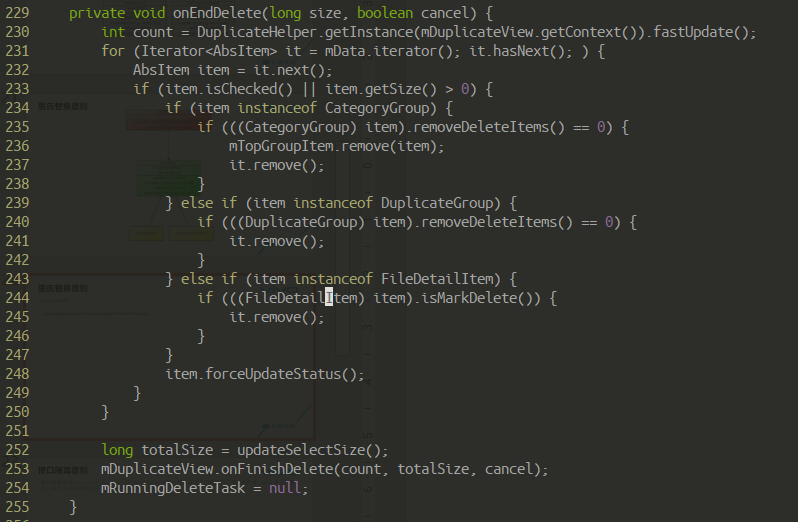 229 private void onEndDelete(long size, boolean cancel) {
230 int count = DuplicateHelper.getInstance(mDuplicateView.getContext()).fastUpdate();
231 for (Iterator<AbsItem> it = mData.iterator(); it.hasNext(); ) {
232 AbsItem item = it.next();
233 if (item.isChecked() || item.getSize() > 0) {
234 if (item instanceof CategoryGroup) {
235 if (((CategoryGroup) item).removeDeleteItems() == 0) {
236 mTopGroupItem.remove(item);
237 it.remove();
238 }
239 } else if (item instanceof DuplicateGroup) {
240 if (((DuplicateGroup) item).removeDeleteItems() == 0) {
241 it.remove();
242 }
243 } else if (item instanceof FileDetailItem) {
244 if (((FileDetailItem) item).isMarkDelete()) {
245 it.remove();
246 }
247 }
248 item.forceUpdateStatus();
249 }
250 }
251
252 long totalSize = updateSelectSize();
253 mDuplicateView.onFinishDelete(count, totalSize, cancel);
254 mRunningDeleteTask = null;
255 }